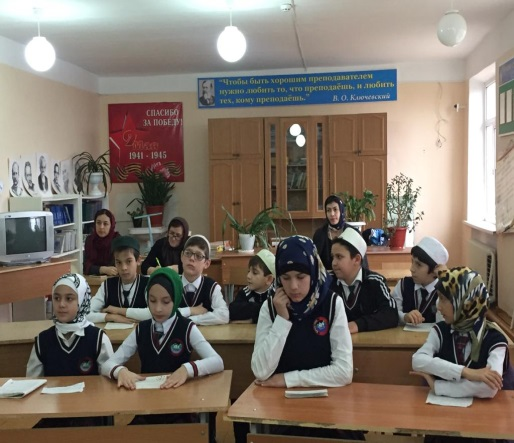 "Чтобы быть хорошим преподавателем
нужно любить то, что преподаёшь, и любить
тех, кому преподаёшь."
В. О. Ключевский
СПАСИБО
ЗА ПОБЕДУ!
1941 - 1945